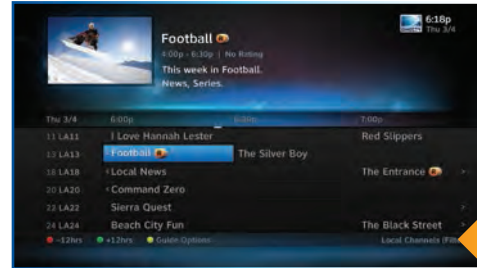 6:18p
Thu 3/4
Football
4:00p - 6:30p | No Rating
This week in Football.
News, Series.
Thu 3/4 6:00p 6:30p 7:00p
11 LA11 I Love Hannah Lester Red Slippers
13 LA13 Football The Silver Boy
18 LA18 Local News The Entrance
20 LA20 Command Zero
22 LA22 Sierra Quest
24 LA24 Beach City Fun The Black Street
-12hrs +12hrs Guide Options Local Channels